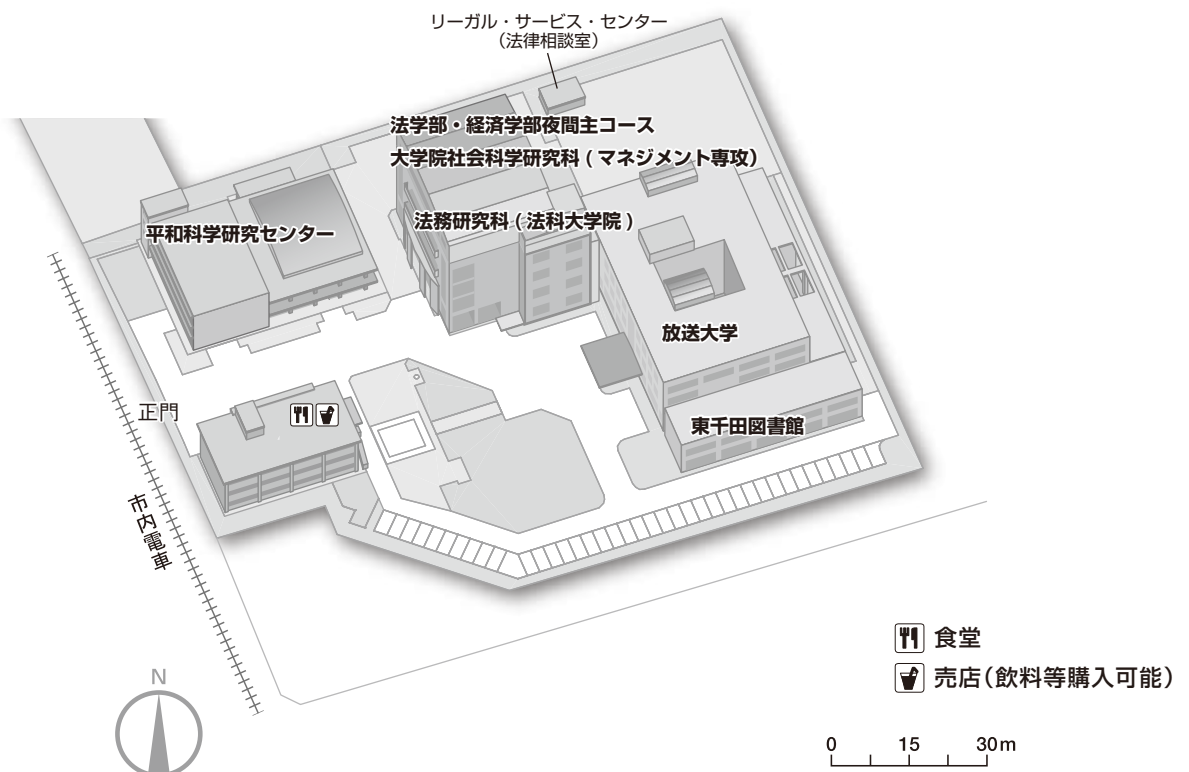 リーガル・サービス・センター
（法律相談室）
法学部・経済学部夜間主コース
大学院社会科学研究科 ( マネジメント専攻)
法務研究科 ( 法科大学院 )
平和科学研究センター
放送大学
東千田図書館
正門
市内電車
食堂
売店（飲料等購入可能）
N
0 15 30m